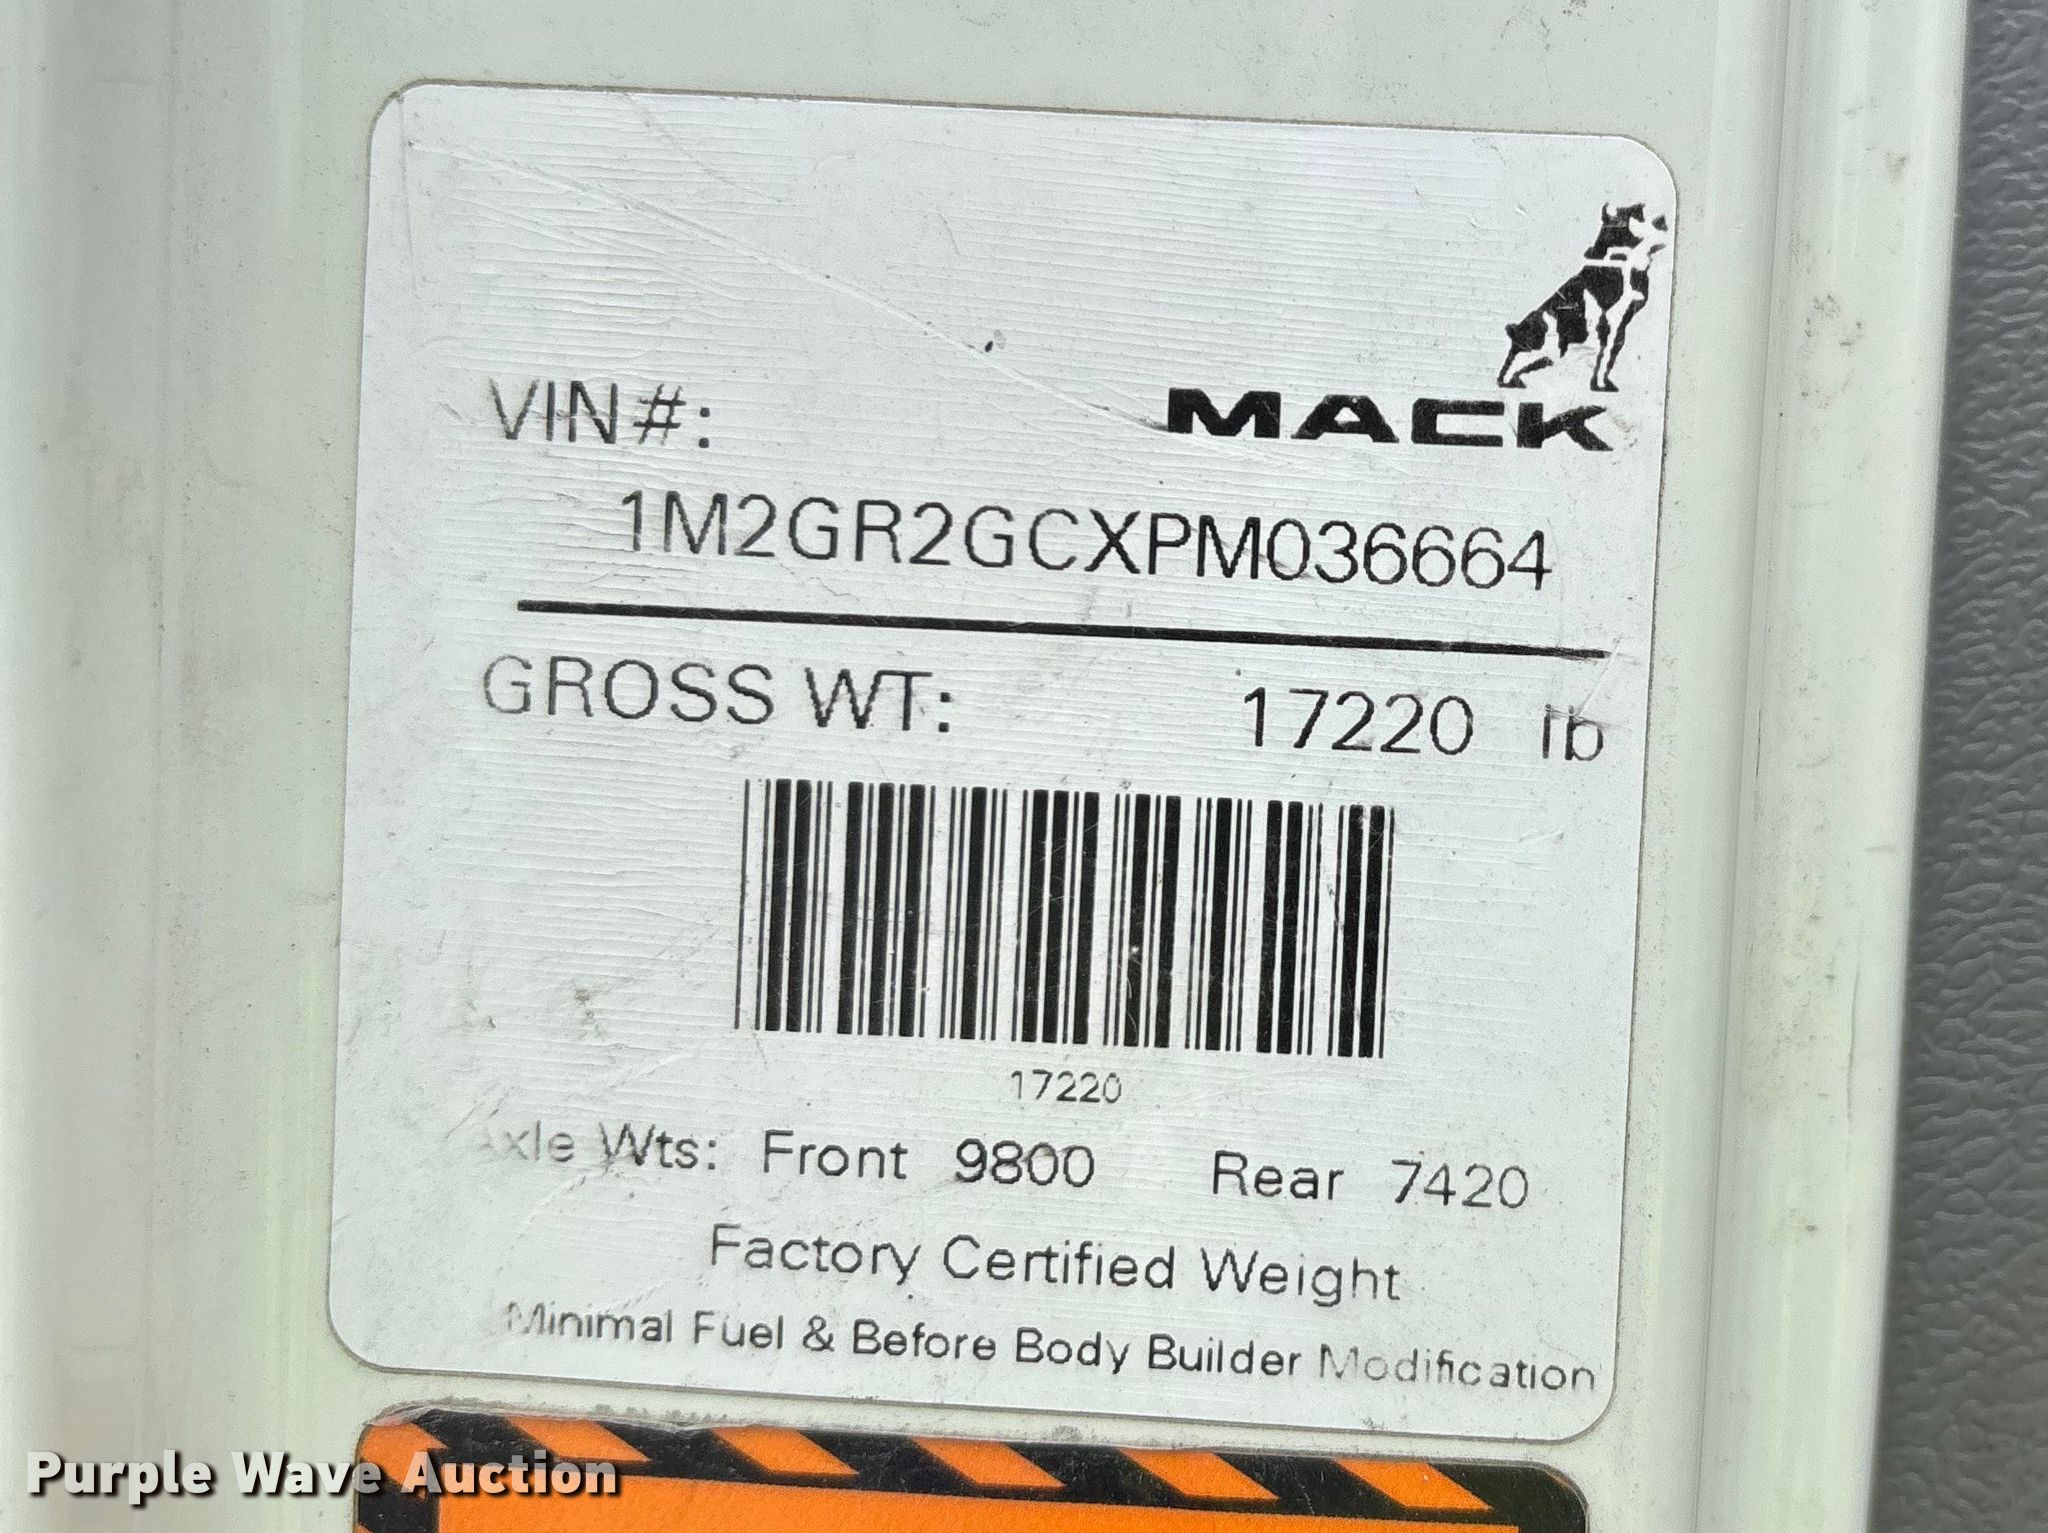 VIN#:
MACK
1M2GR2GCXPM036664
GROSS WT: 17220 lb
17220
Axle Wts: Front 9800 Rear 7420
Factory Certified Weight
Minimal Fuel & Before Body Builder Modification
Purple Wave Auction